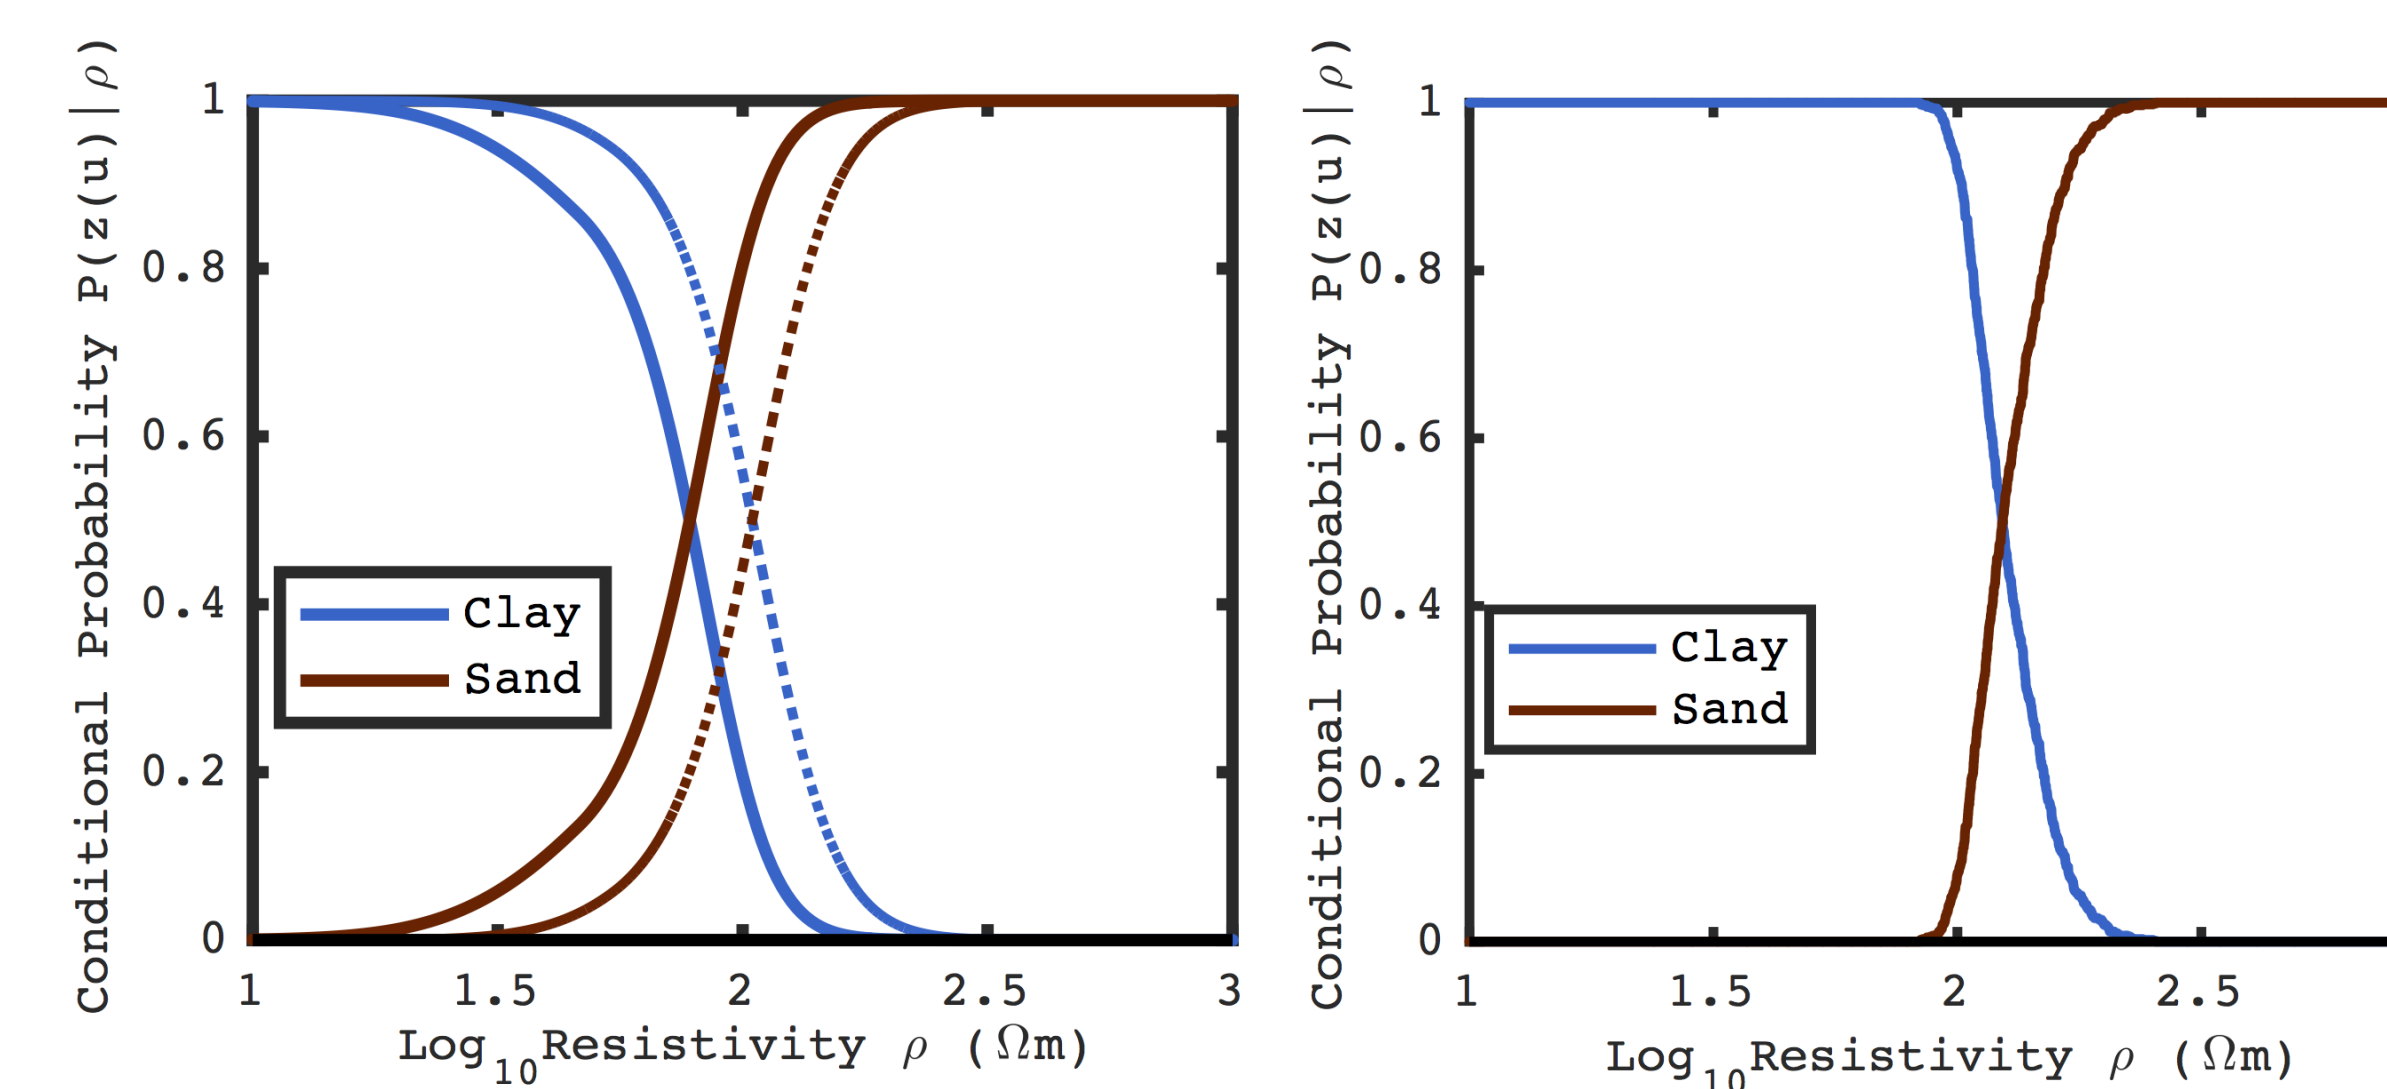 Conditional Probability P(z(u)|ρ)
1
0.8
0.6
0.4
0.2
0
Clay
Sand
1 1.5 2 2.5 3
Log10Resistivity ρ (Ωm)
Conditional Probability P(z(u)|ρ)
1
0.8
0.6
0.4
0.2
0
Clay
Sand
1 1.5 2 2.5
Log10Resistivity ρ (Ωm)